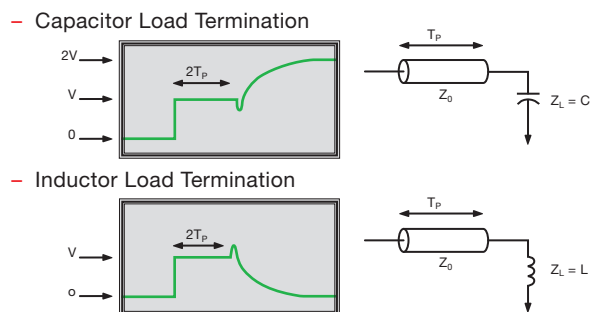 – Capacitor Load Termination
2V
V
0
2TP
TP
Z0
ZL = C
– Inductor Load Termination
V
o
2TP
TP
Z0
ZL = L